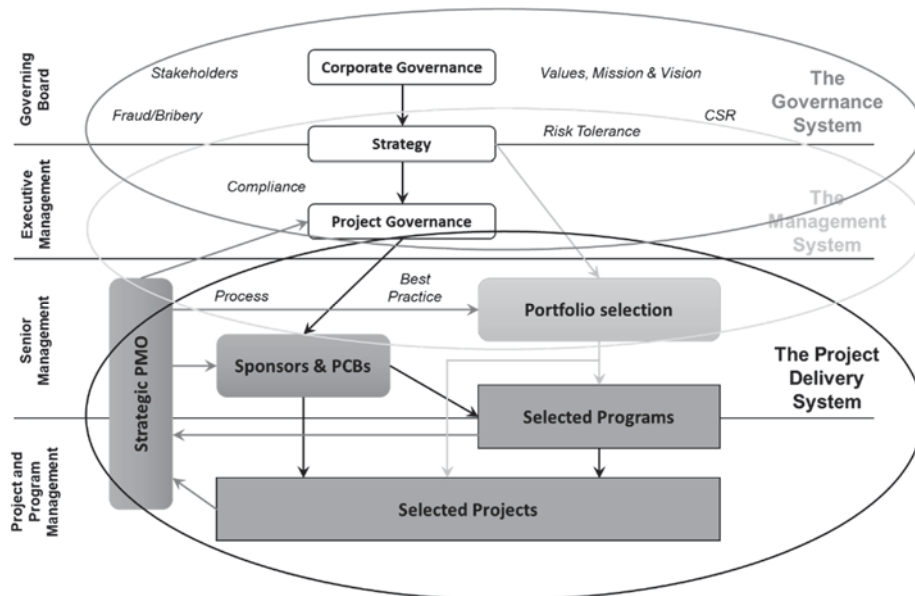 Governing
Board
Stakeholders
Corporate Governance
Values, Mission & Vision
The
Governance
System
Fraud/Bribery
CSR
Strategy
Risk Tolerance
Executive
Management
Compliance
Project Governance
The
Management
System
Senior
Management
Strategic PMO
Process
Best
Practice
Portfolio selection
Sponsors & PCBs
The Project
Delivery
System
Selected Programs
Project and
Program
Management
Selected Projects